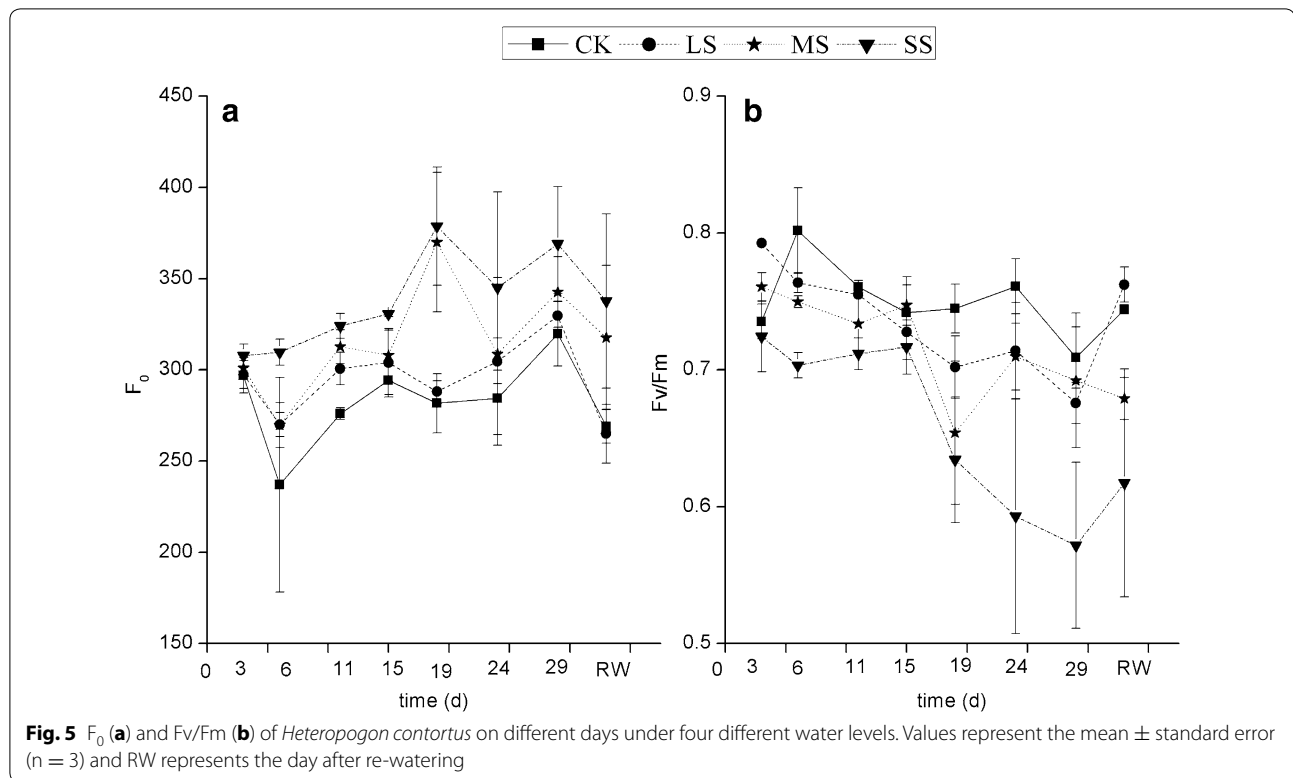 CK LS MS SS
a
b
450
400
350
300
250
200
150
F₀
0 3 6 11 15 19 24 29 RW
time (d)
0.9
0.8
0.7
0.6
0.5
Fv/Fm
0 3 6 11 15 19 24 29 RW
time (d)
Fig. 5 F₀ (a) and Fv/Fm (b) of Heteropogon contortus on different days under four different water levels. Values represent the mean ± standard error
(n = 3) and RW represents the day after re-watering